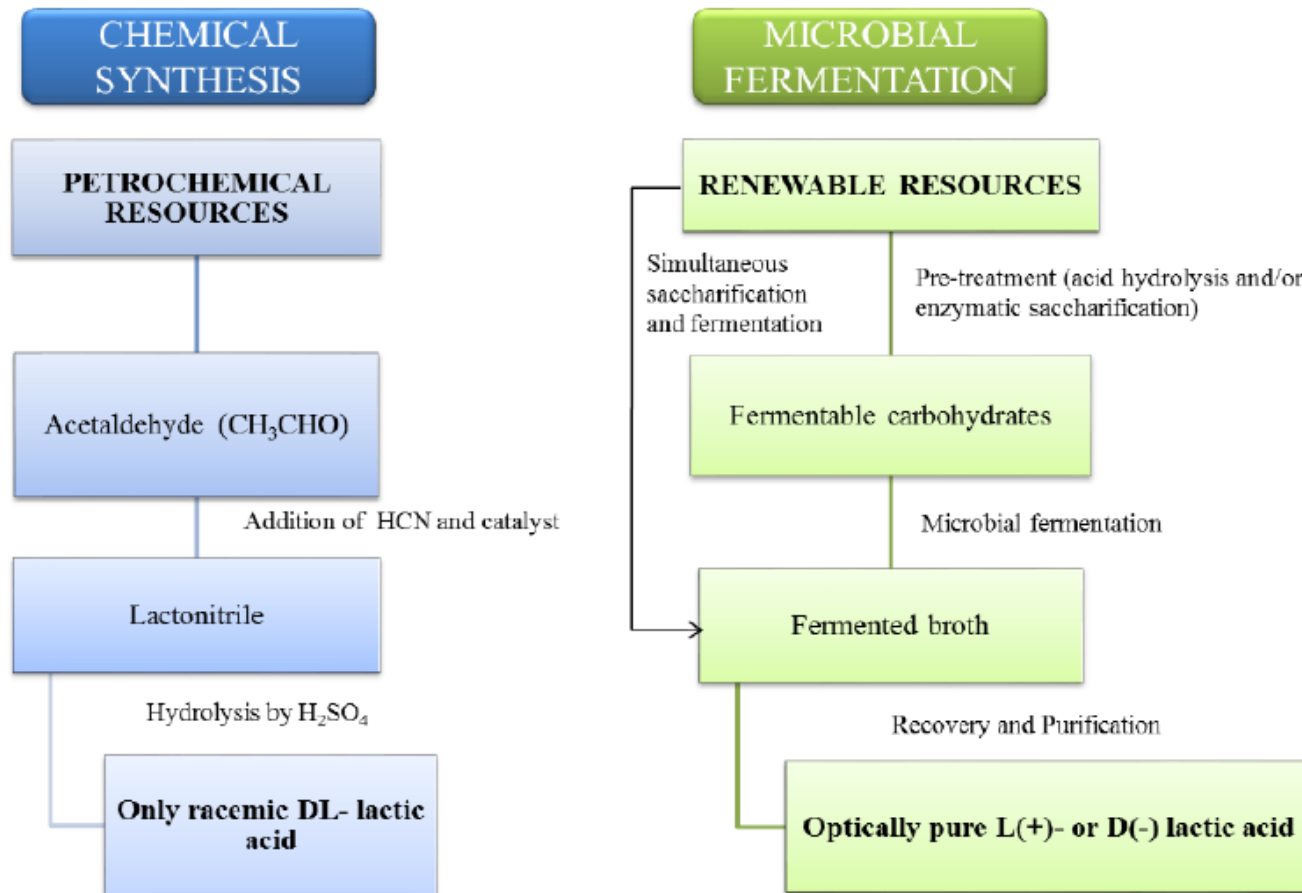 CHEMICAL
SYNTHESIS
PETROCHEMICAL
RESOURCES
Acetaldehyde (CH₃CHO)
Addition of HCN and catalyst
Lactonitrile
Hydrolysis by H₂SO₄
Only racemic DL- lactic
acid
MICROBIAL
FERMENTATION
RENEWABLE RESOURCES
Simultaneous
saccharification
and fermentation
Pre-treatment (acid hydrolysis and/or
enzymatic saccharification)
Fermentable carbohydrates
Microbial fermentation
Fermented broth
Recovery and Purification
Optically pure L(+)- or D(-) lactic acid